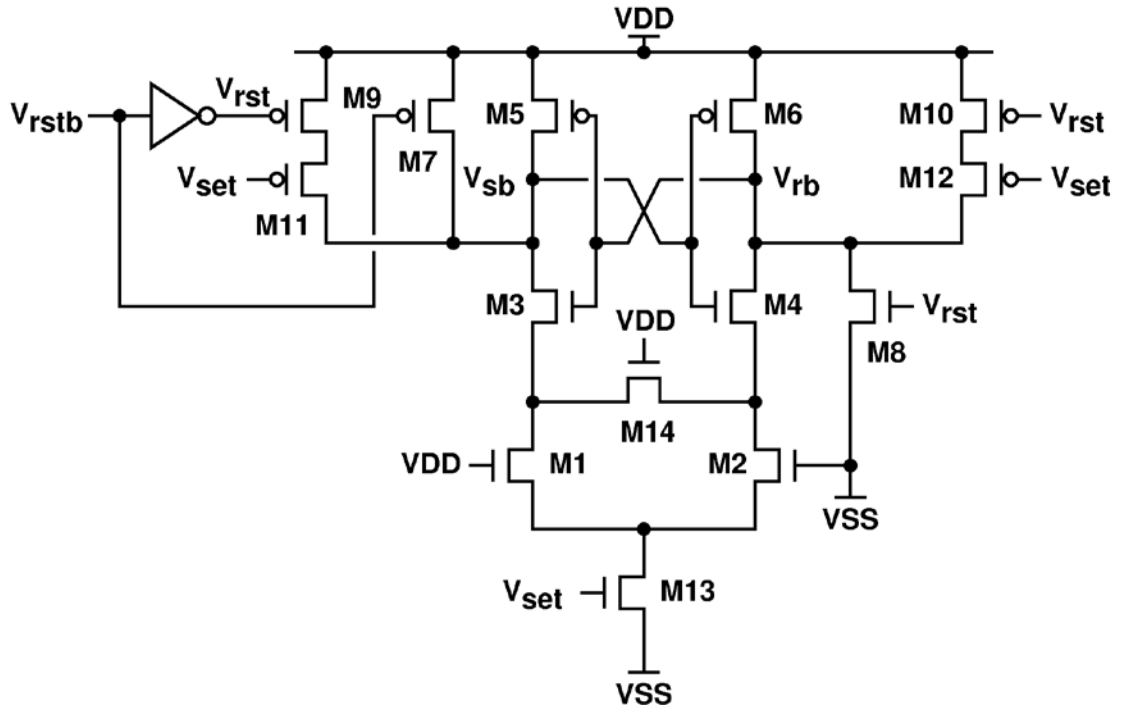 VDD
Vrstb
Vrst
M9
M7
M5
M6
M10
Vrst
Vset
M11
Vsb
Vrb
M12
Vset
M3
M4
VDD
Vrst
M8
M14
VDD
M1
M2
VSS
Vset
M13
VSS